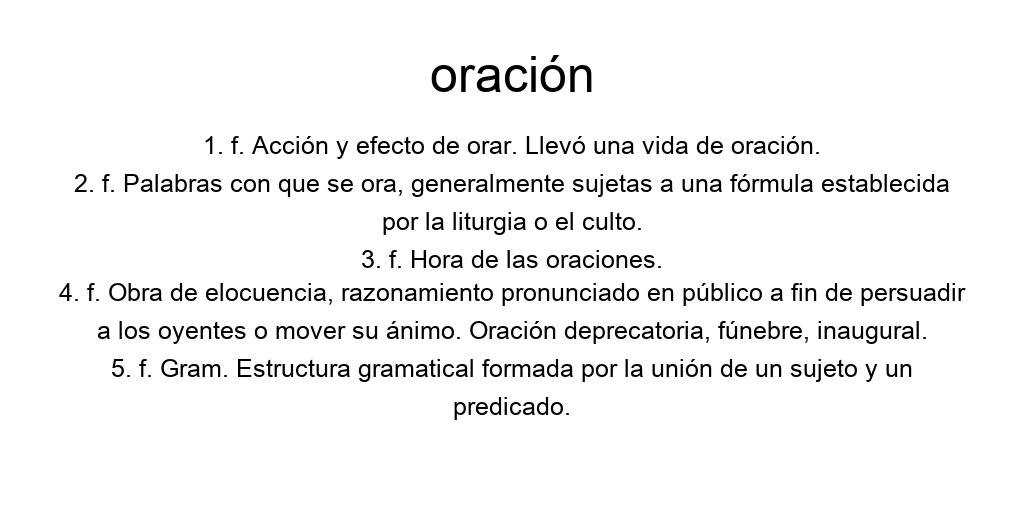 oración
1. f. Acción y efecto de orar. Llevó una vida de oración.
2. f. Palabras con que se ora, generalmente sujetas a una fórmula establecida
por la liturgia o el culto.
3. f. Hora de las oraciones.
4. f. Obra de elocuencia, razonamiento pronunciado en público a fin de persuadir
a los oyentes o mover su ánimo. Oración deprecatoria, fúnebre, inaugural.
5. f. Gram. Estructura gramatical formada por la unión de un sujeto y un
predicado.